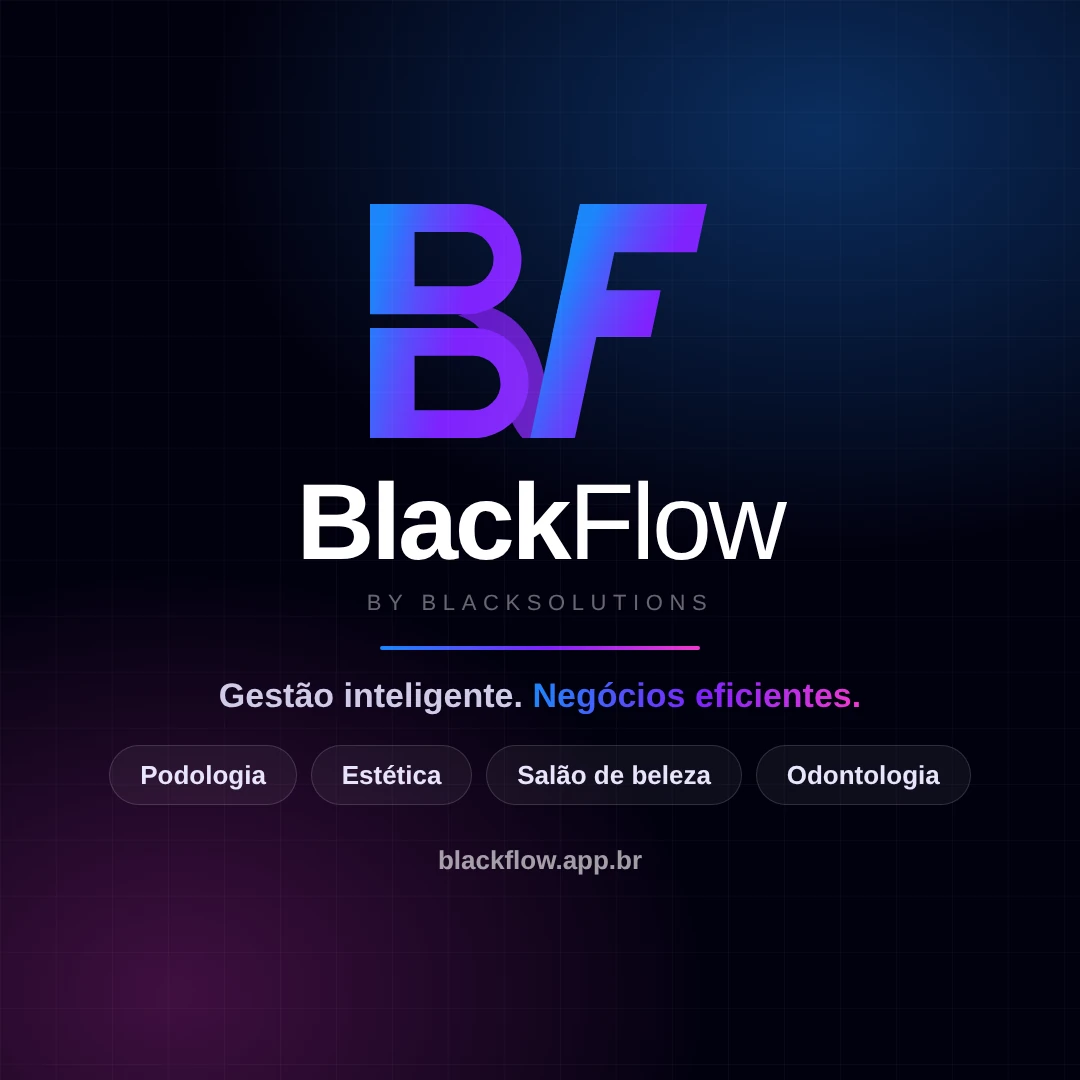 BF
BlackFlow
BY BLACKSOLUTIONS
Gestão inteligente. Negócios eficientes.
Podologia Estética Salão de beleza Odontologia
blackflow.app.br